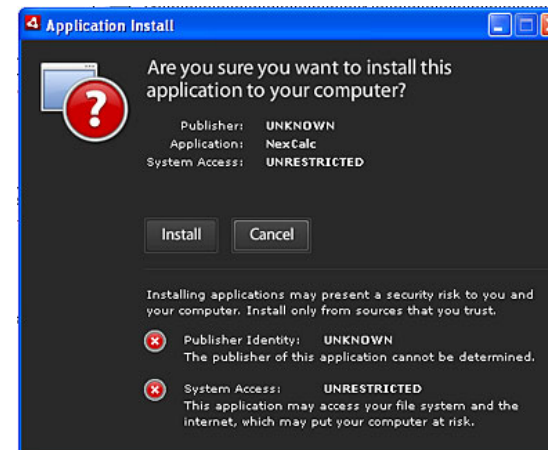 Application Install
Are you sure you want to install this
application to your computer?
Publisher: UNKNOWN
Application: NexCalc
System Access: UNRESTRICTED
Install Cancel
Installing applications may present a security risk to you and
your computer. Install only from sources that you trust.
Publisher Identity: UNKNOWN
The publisher of this application cannot be determined.
System Access: UNRESTRICTED
This application may access your file system and the
internet, which may put your computer at risk.